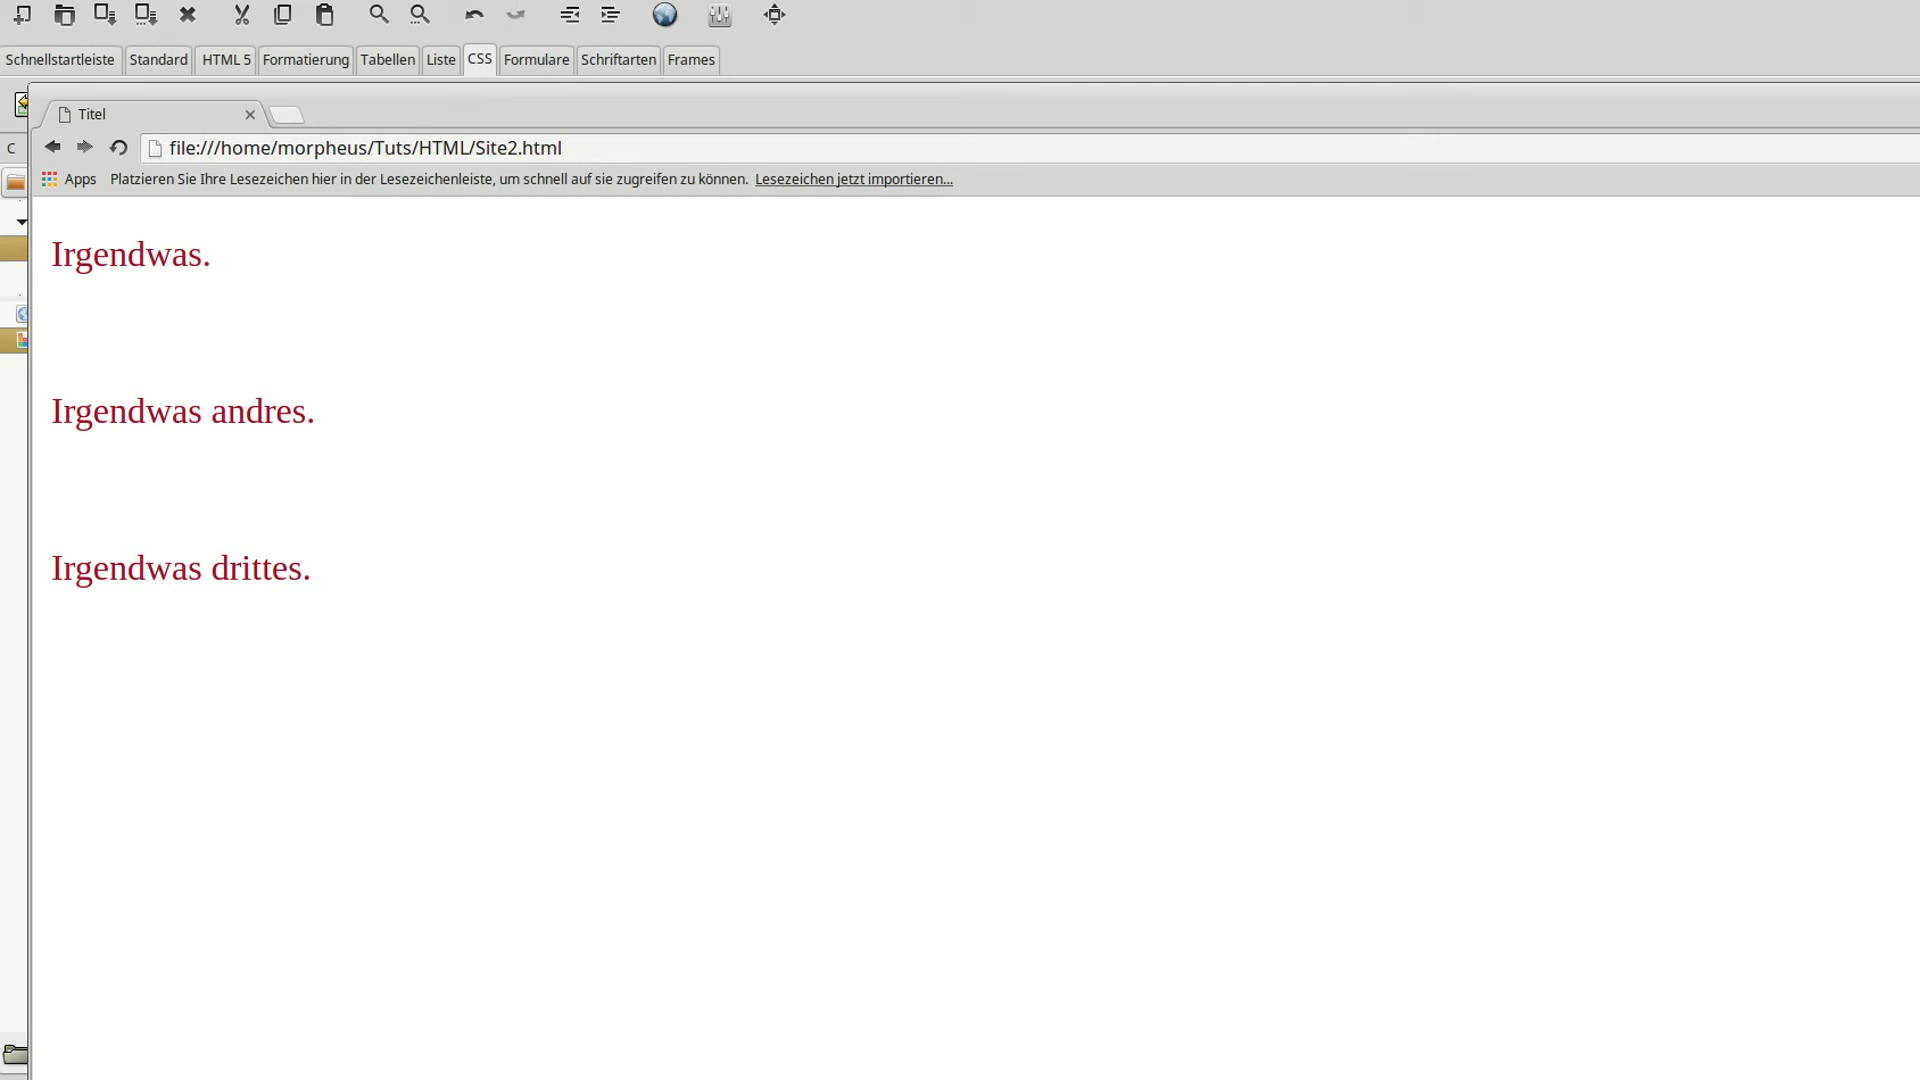 Schnellstartleiste Standard HTML 5 Formatierung Tabellen Liste CSS Formulare Schriftarten Frames
Titel
C
file:///home/morpheus/Tuts/HTML/Site2.html
Apps Platzieren Sie Ihre Lesezeichen hier in der Lesezeichenleiste, um schnell auf sie zugreifen zu können. Lesezeichen jetzt importieren...
Irgendwas.
Irgendwas andres.
Irgendwas drittes.